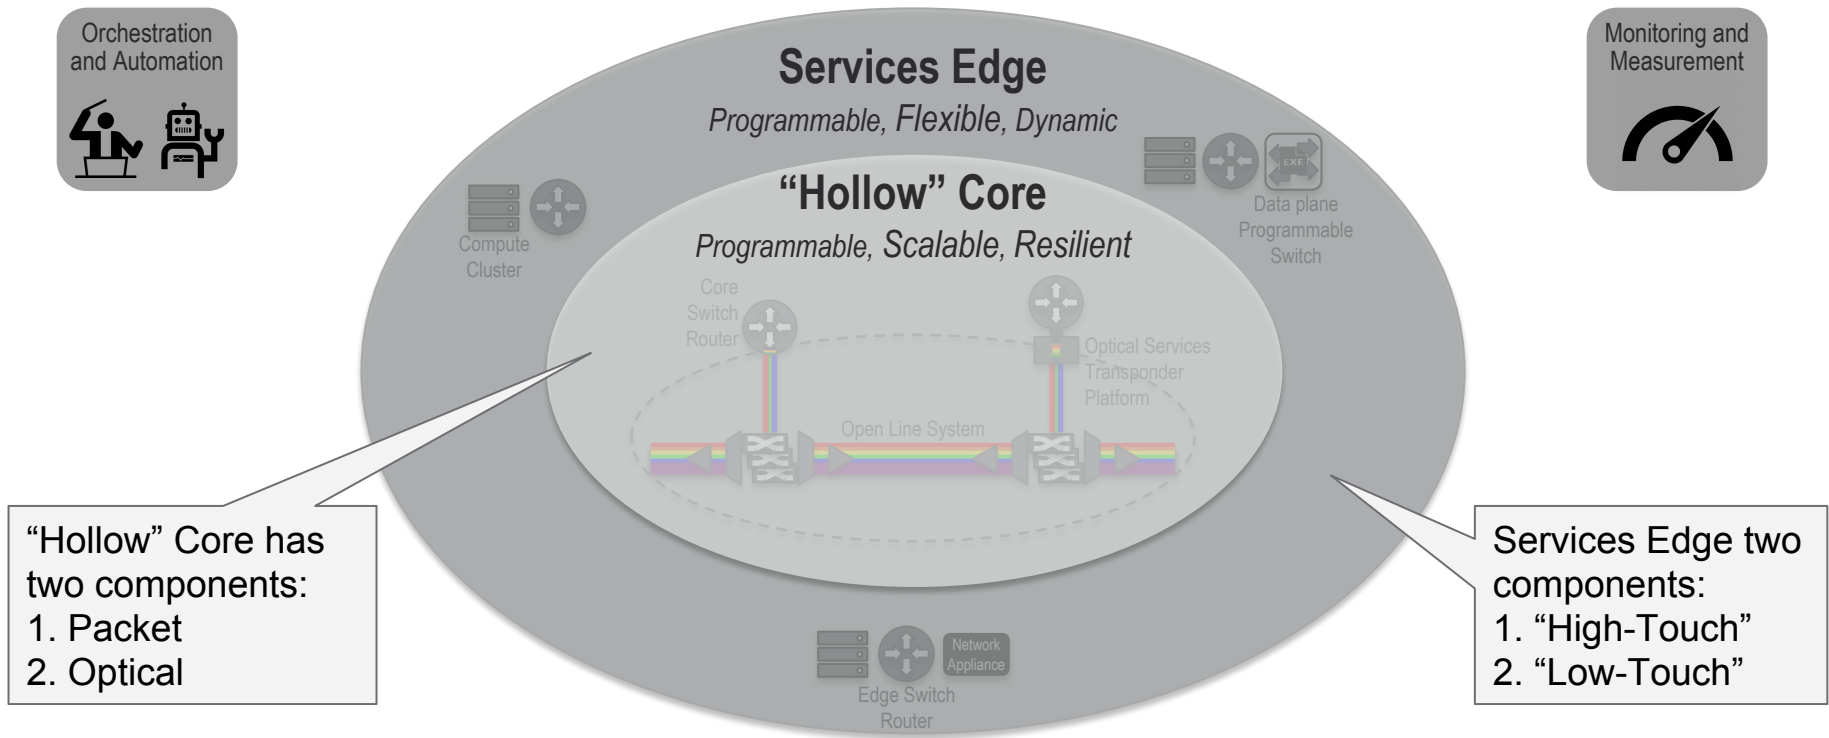 Orchestration
and Automation
Monitoring and
Measurement
Services Edge
Programmable, Flexible, Dynamic
EXE
Data plane
Programmable
Switch
Compute
Cluster
“Hollow” Core
Programmable, Scalable, Resilient
Core
Switch
Router
Optical Services
Transponder
Platform
Open Line System
“Hollow” Core has
two components:
1. Packet
2. Optical
Services Edge two
components:
1. “High-Touch”
2. “Low-Touch”
Network
Appliance
Edge Switch
Router